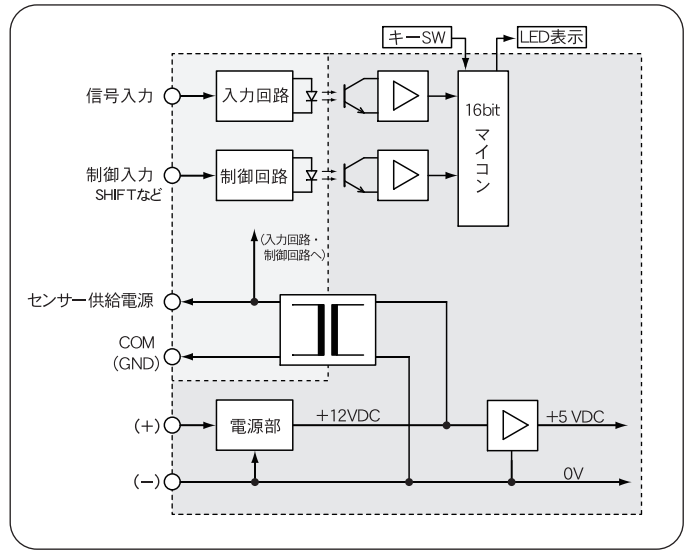 キーSW
LED表示
信号入力
入力回路
16bit
マイコン
制御入力
SHIFTなど
制御回路
(入力回路・
制御回路へ)
センサー供給電源
COM
(GND)
(+)
電源部
+12VDC
+5 VDC
(−)
0V